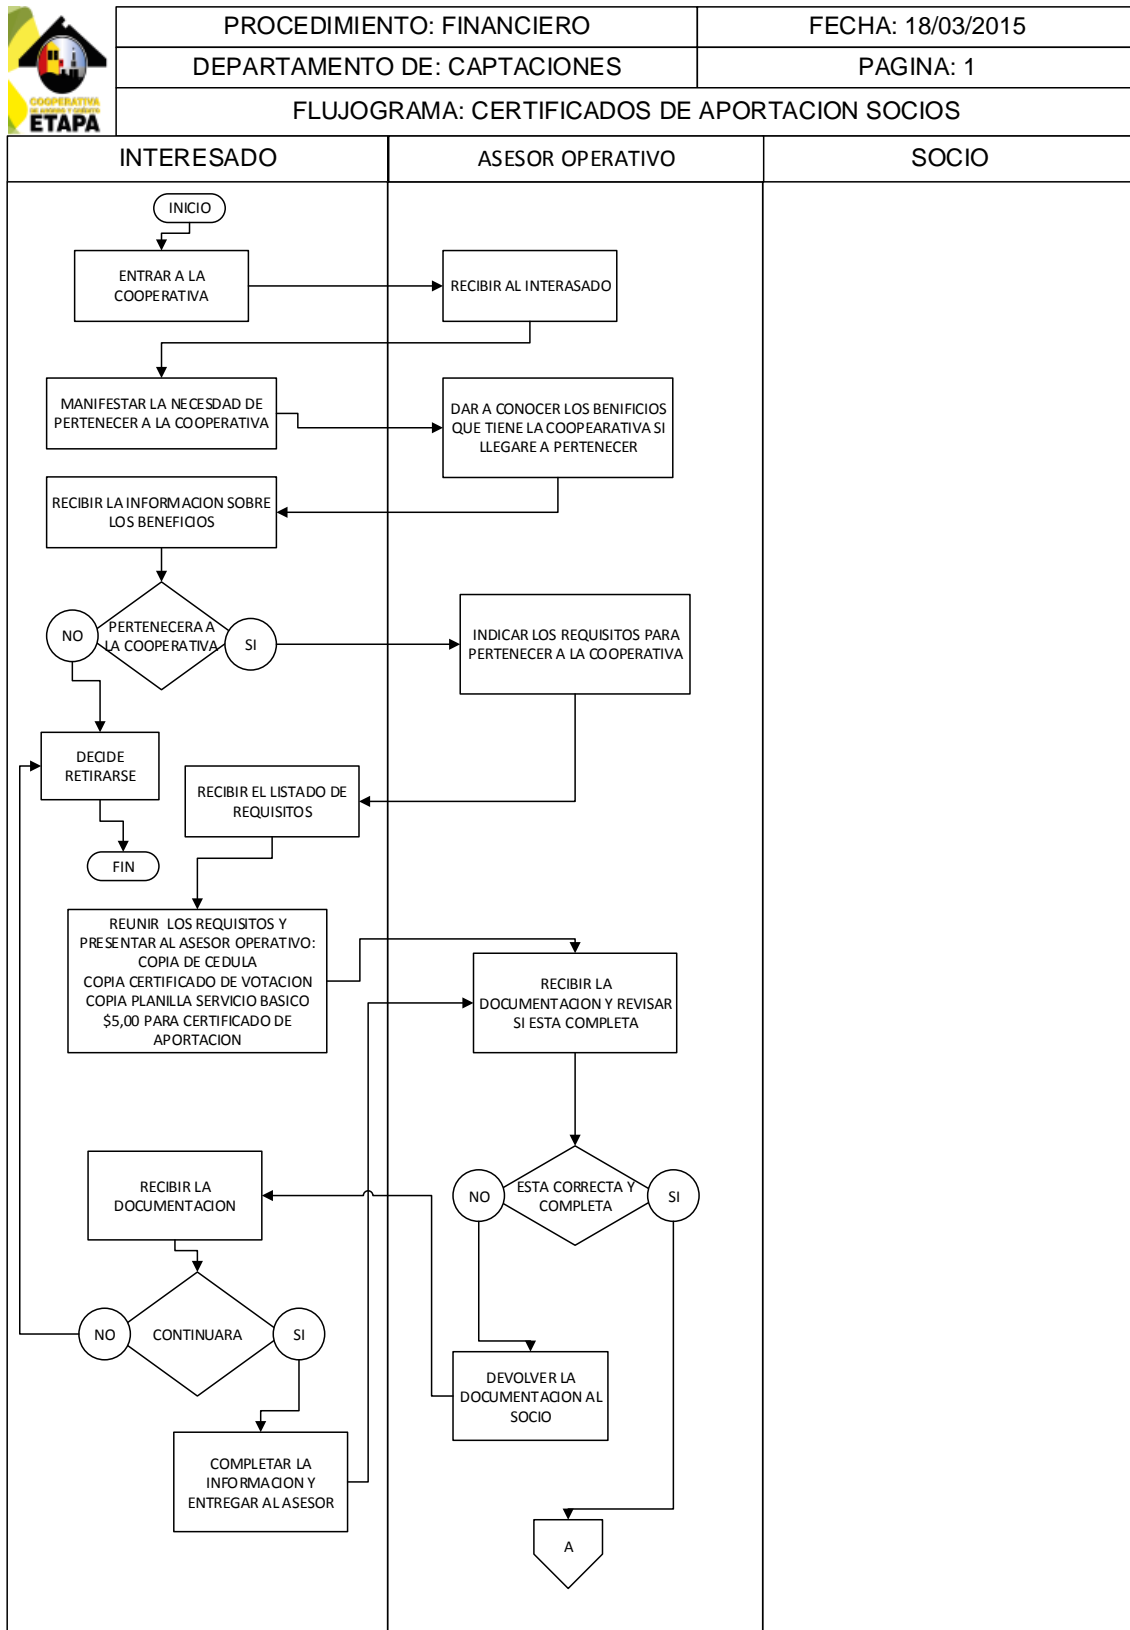 COOPERATIVA
DE AHORRO Y CRÉDITO
ETAPA
PROCEDIMIENTO: FINANCIERO
FECHA: 18/03/2015
DEPARTAMENTO DE: CAPTACIONES
PAGINA: 1
FLUJOGRAMA: CERTIFICADOS DE APORTACION SOCIOS
INTERESADO
ASESOR OPERATIVO
SOCIO
INICIO
ENTRAR A LA
COOPERATIVA
RECIBIR AL INTERASADO
MANIFESTAR LA NECESDAD DE
PERTENECER A LA COOPERATIVA
DAR A CONOCER LOS BENIFICIOS
QUE TIENE LA COOPEARATIVA SI
LLEGARE A PERTENECER
RECIBIR LA INFORMACION SOBRE
LOS BENEFICIOS
NO
PERTENECERA A
LA COOPERATIVA
SI
INDICAR LOS REQUISITOS PARA
PERTENECER A LA COOPERATIVA
DECIDE
RETIRARSE
RECIBIR EL LISTADO DE
REQUISITOS
FIN
REUNIR LOS REQUISITOS Y
PRESENTAR AL ASESOR OPERATIVO:
COPIA DE CEDULA
COPIA CERTIFICADO DE VOTACION
COPIA PLANILLA SERVICIO BASICO
$5,00 PARA CERTIFICADO DE
APORTACION
RECIBIR LA
DOCUMENTACION Y REVISAR
SI ESTA COMPLETA
RECIBIR LA
DOCUMENTACION
NO
ESTA CORRECTA Y
COMPLETA
SI
NO
CONTINUARA
SI
DEVOLVER LA
DOCUMENTACION AL
SOCIO
COMPLETAR LA
INFORMACION Y
ENTREGAR AL ASESOR
A